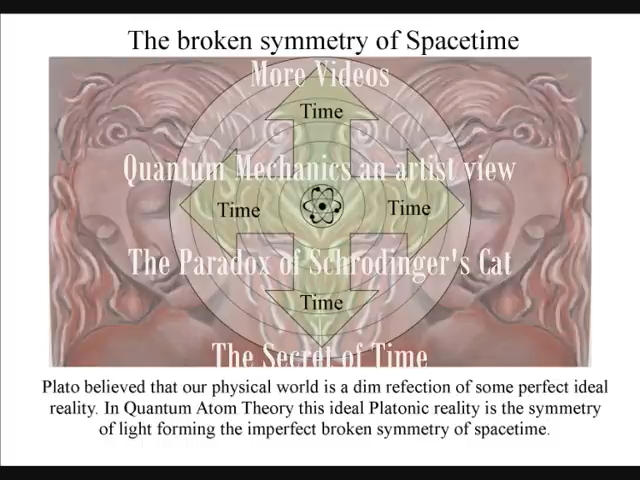 The broken symmetry of Spacetime
More Videos
Time
Quantum Mechanics an artist view
Time
Time
The Paradox of Schrodinger's Cat
Time
The Secret of Time
Plato believed that our physical world is a dim refection of some perfect ideal
reality. In Quantum Atom Theory this ideal Platonic reality is the symmetry
of light forming the imperfect broken symmetry of spacetime.